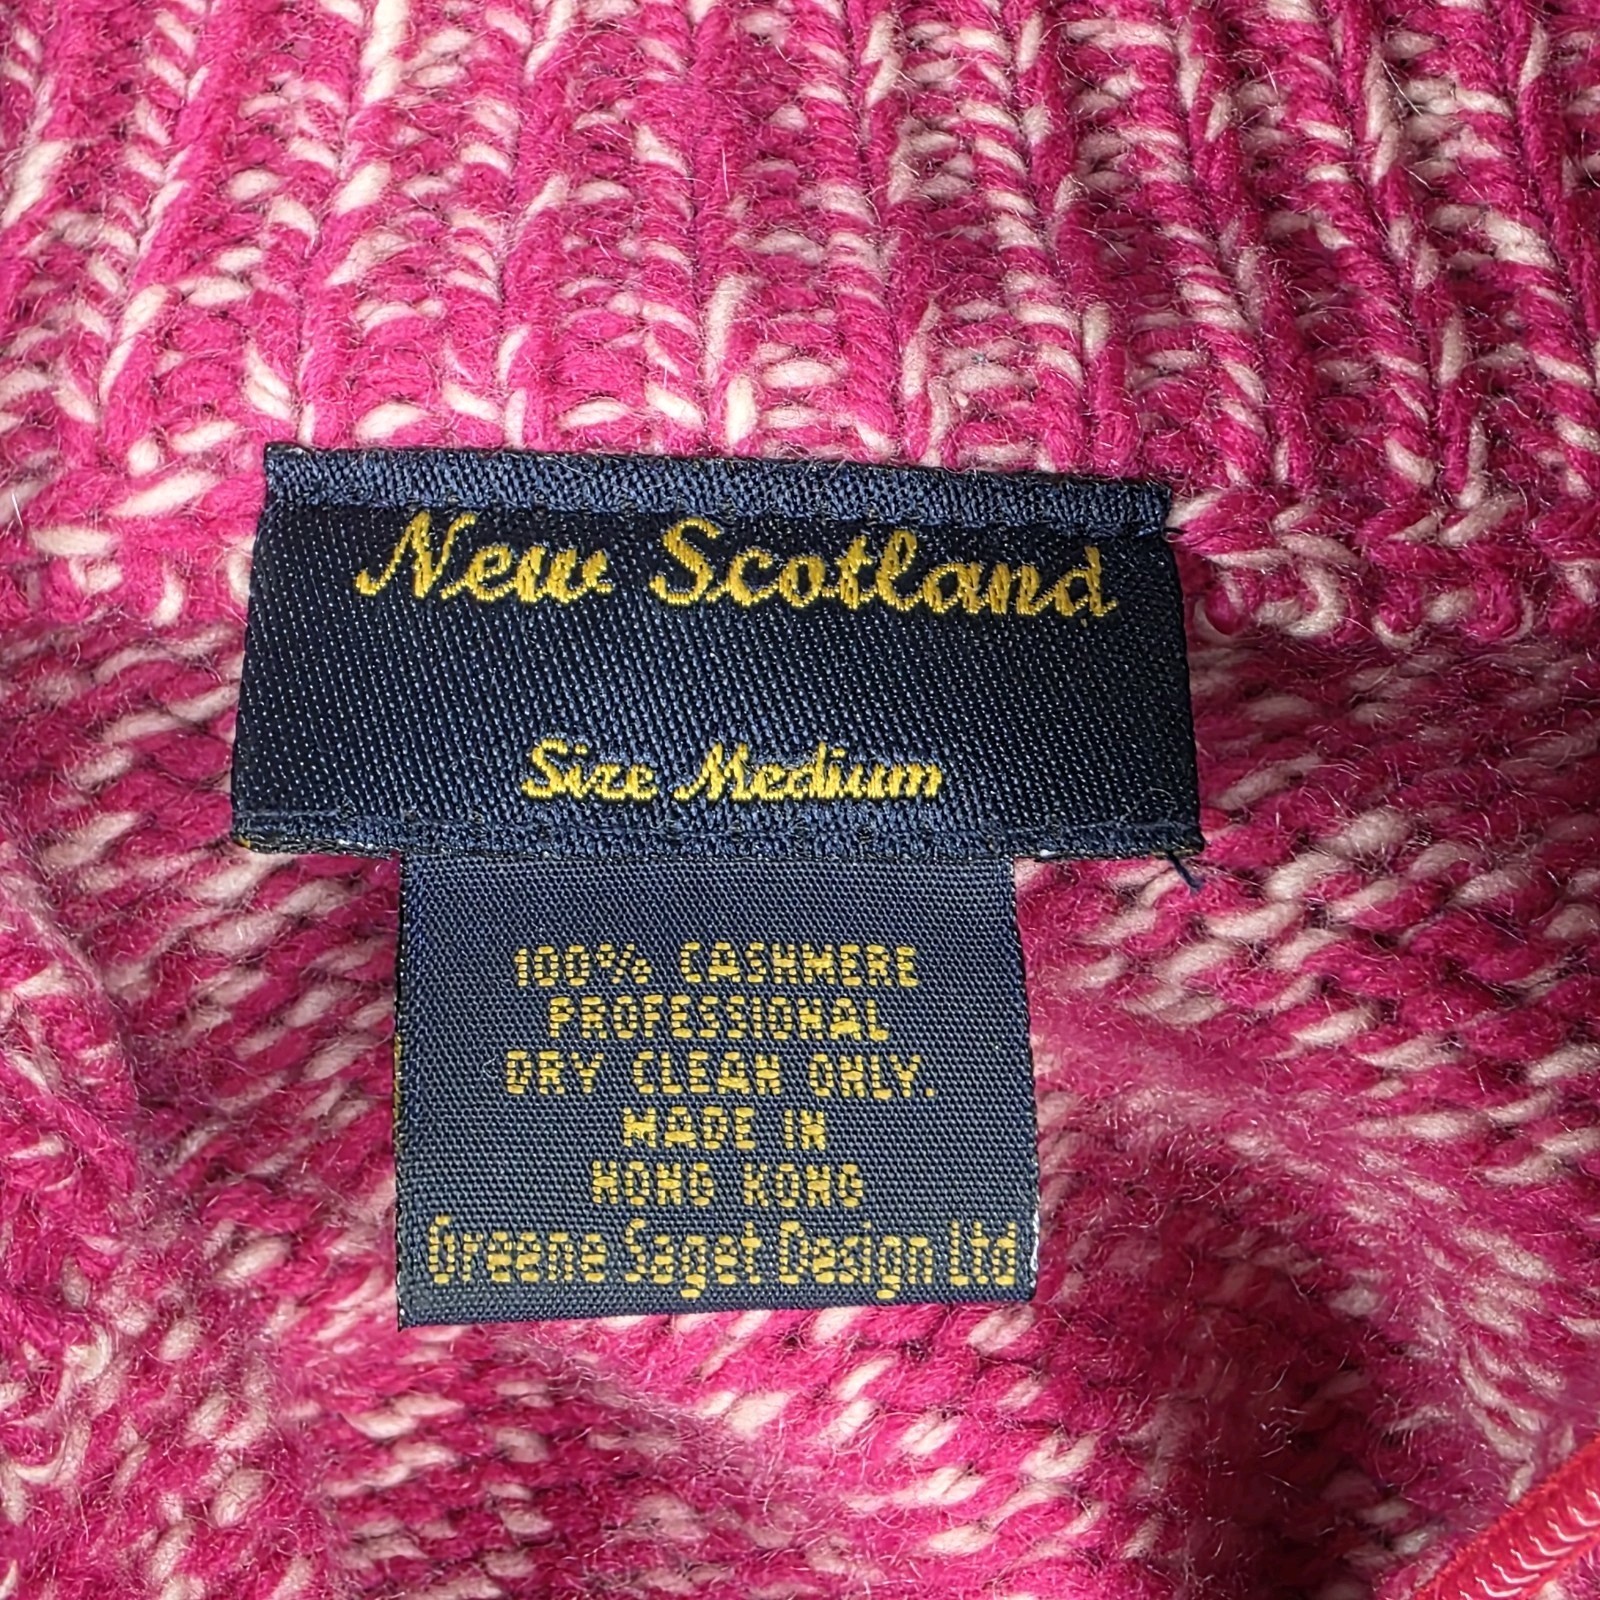 New Scotland
Size Medium
100% CASHMERE
PROFESSIONAL
DRY CLEAN ONLY.
MADE IN
HONG KONG
Greene Saget Design Ltd